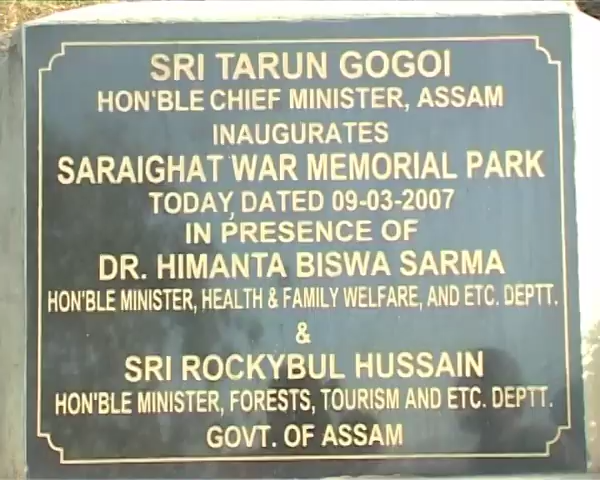 SRI TARUN GOGOI
HON'BLE CHIEF MINISTER, ASSAM
INAUGURATES
SARAIGHAT WAR MEMORIAL PARK
TODAY, DATED 09-03-2007
IN PRESENCE OF
DR. HIMANTA BISWA SARMA
HON'BLE MINISTER, HEALTH & FAMILY WELFARE, AND ETC. DEPTT.
&
SRI ROCKYBUL HUSSAIN
HON'BLE MINISTER, FORESTS, TOURISM AND ETC. DEPTT.
GOVT. OF ASSAM